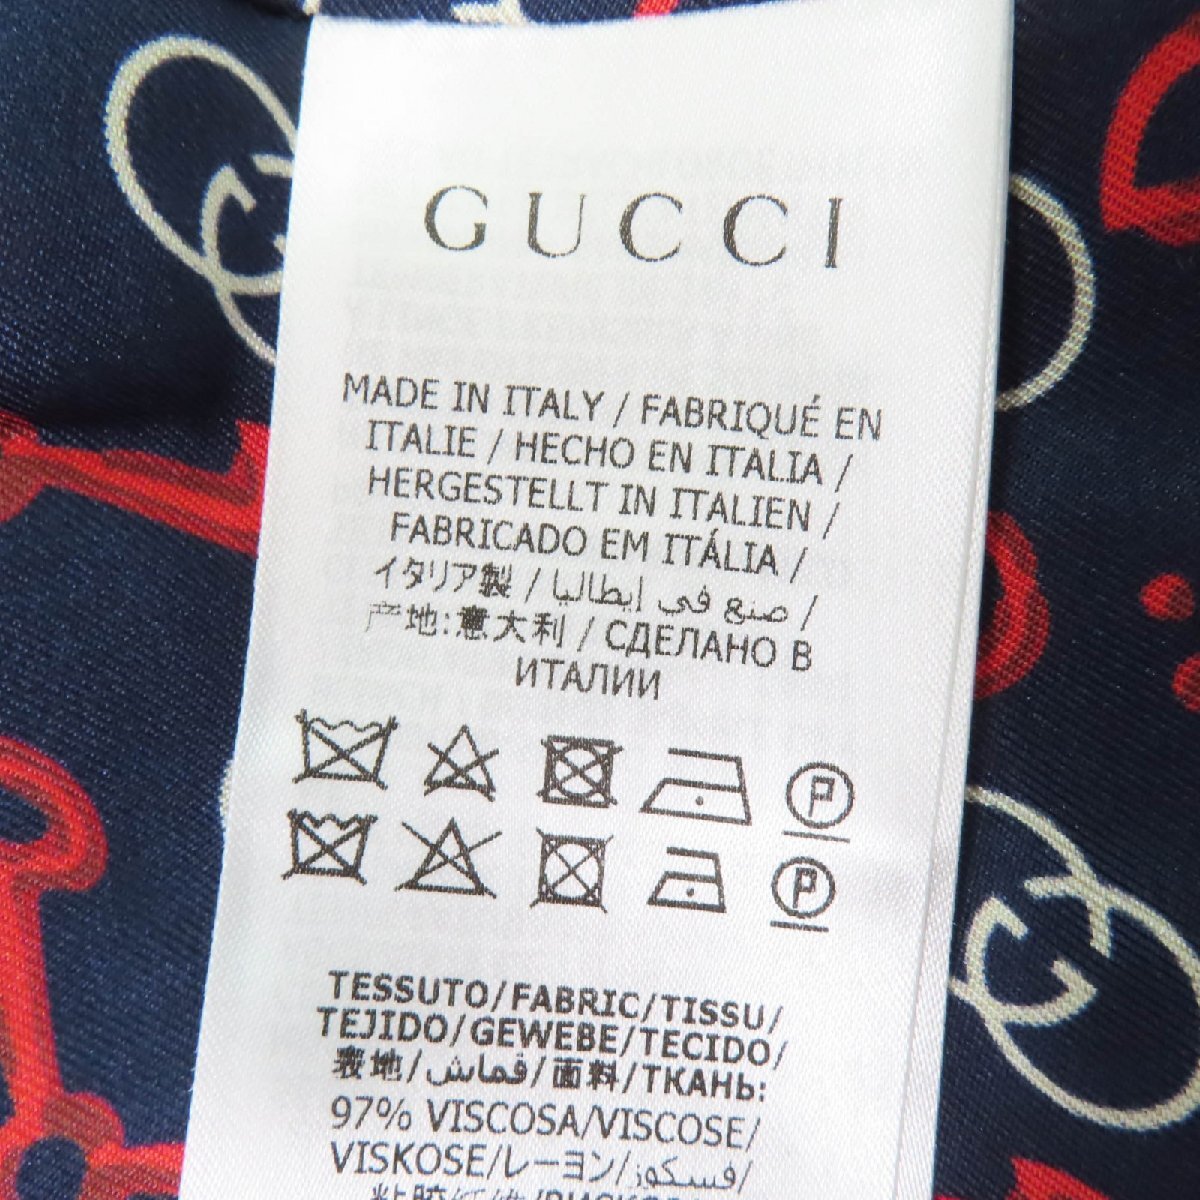 GUCCI
MADE IN ITALY / FABRIQUÉ EN
ITALIE / HECHO EN ITALIA /
HERGESTELLT IN ITALIEN /
FABRICADO EM ITÁLIA /
イタリア製 / صنع في إيطاليا /
产地:意大利 / СДЕЛАНО В
ИТАЛИИ
P
P
TESSUTO/FABRIC/TISSU/
TEJIDO/GEWEBE/TECIDO/
表地/قماش/面料/ТКАНЬ:
97% VISCOSA/VISCOSE/
VISKOSE/レーヨン/فسكوز/